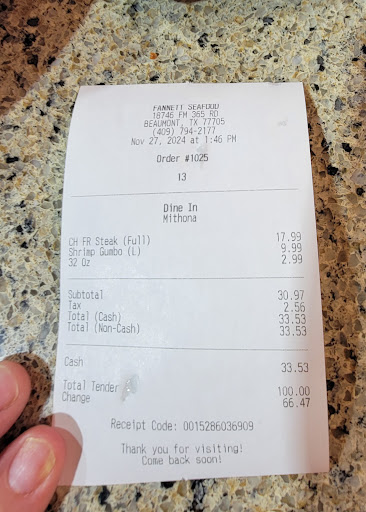 FANNETT SEAFOOD
18746 FM 365 RD
BEAUMONT, TX 77705
(409) 794-2177
Nov 27, 2024 at 1:46 PM
Order #1025
13
Dine In
Mithona
CH FR Steak (Full) 17.99
Shrimp Gumbo (L) 9.99
32 Oz 2.99
Subtotal 30.97
Tax 2.56
Total (Cash) 33.53
Total (Non-Cash) 33.53
Cash 33.53
Total Tender 100.00
Change 66.47
Receipt Code: 0015286036909
Thank you for visiting!
Come back soon!